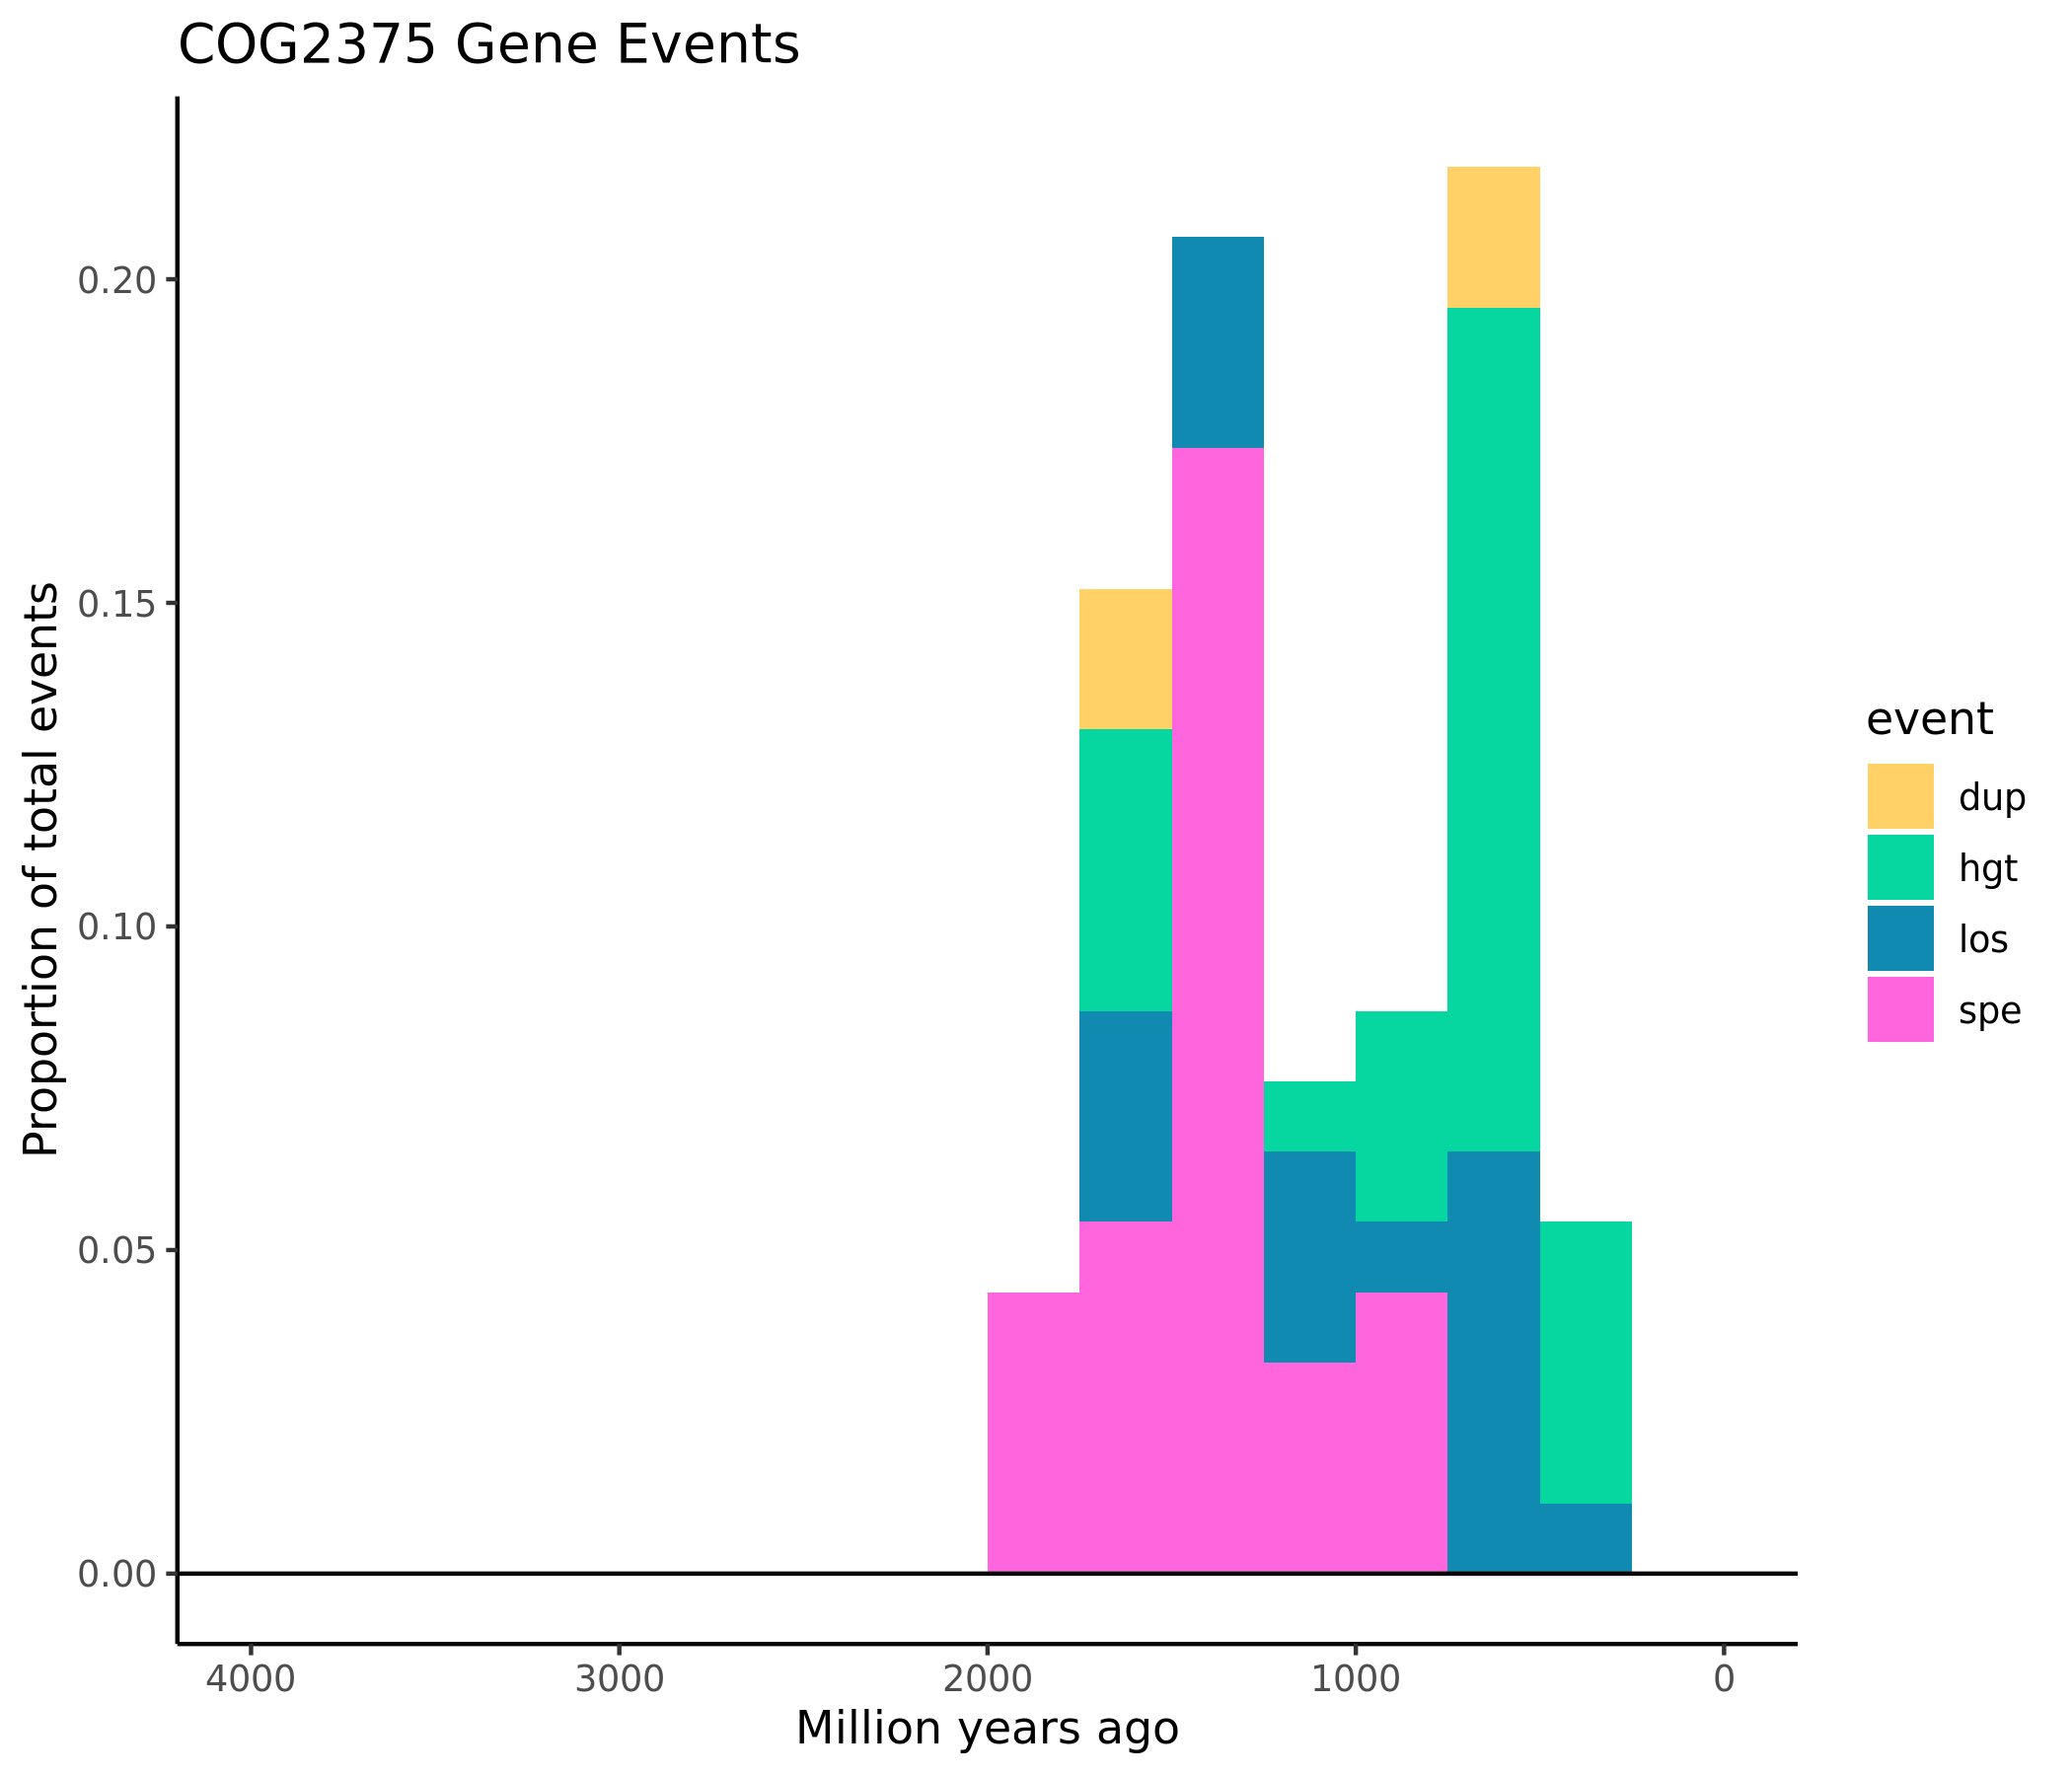 COG2375 Gene Events
Proportion of total events
0.20
0.15
0.10
0.05
0.00
4000 3000 2000 1000 0
Million years ago
event
dup
hgt
los
spe